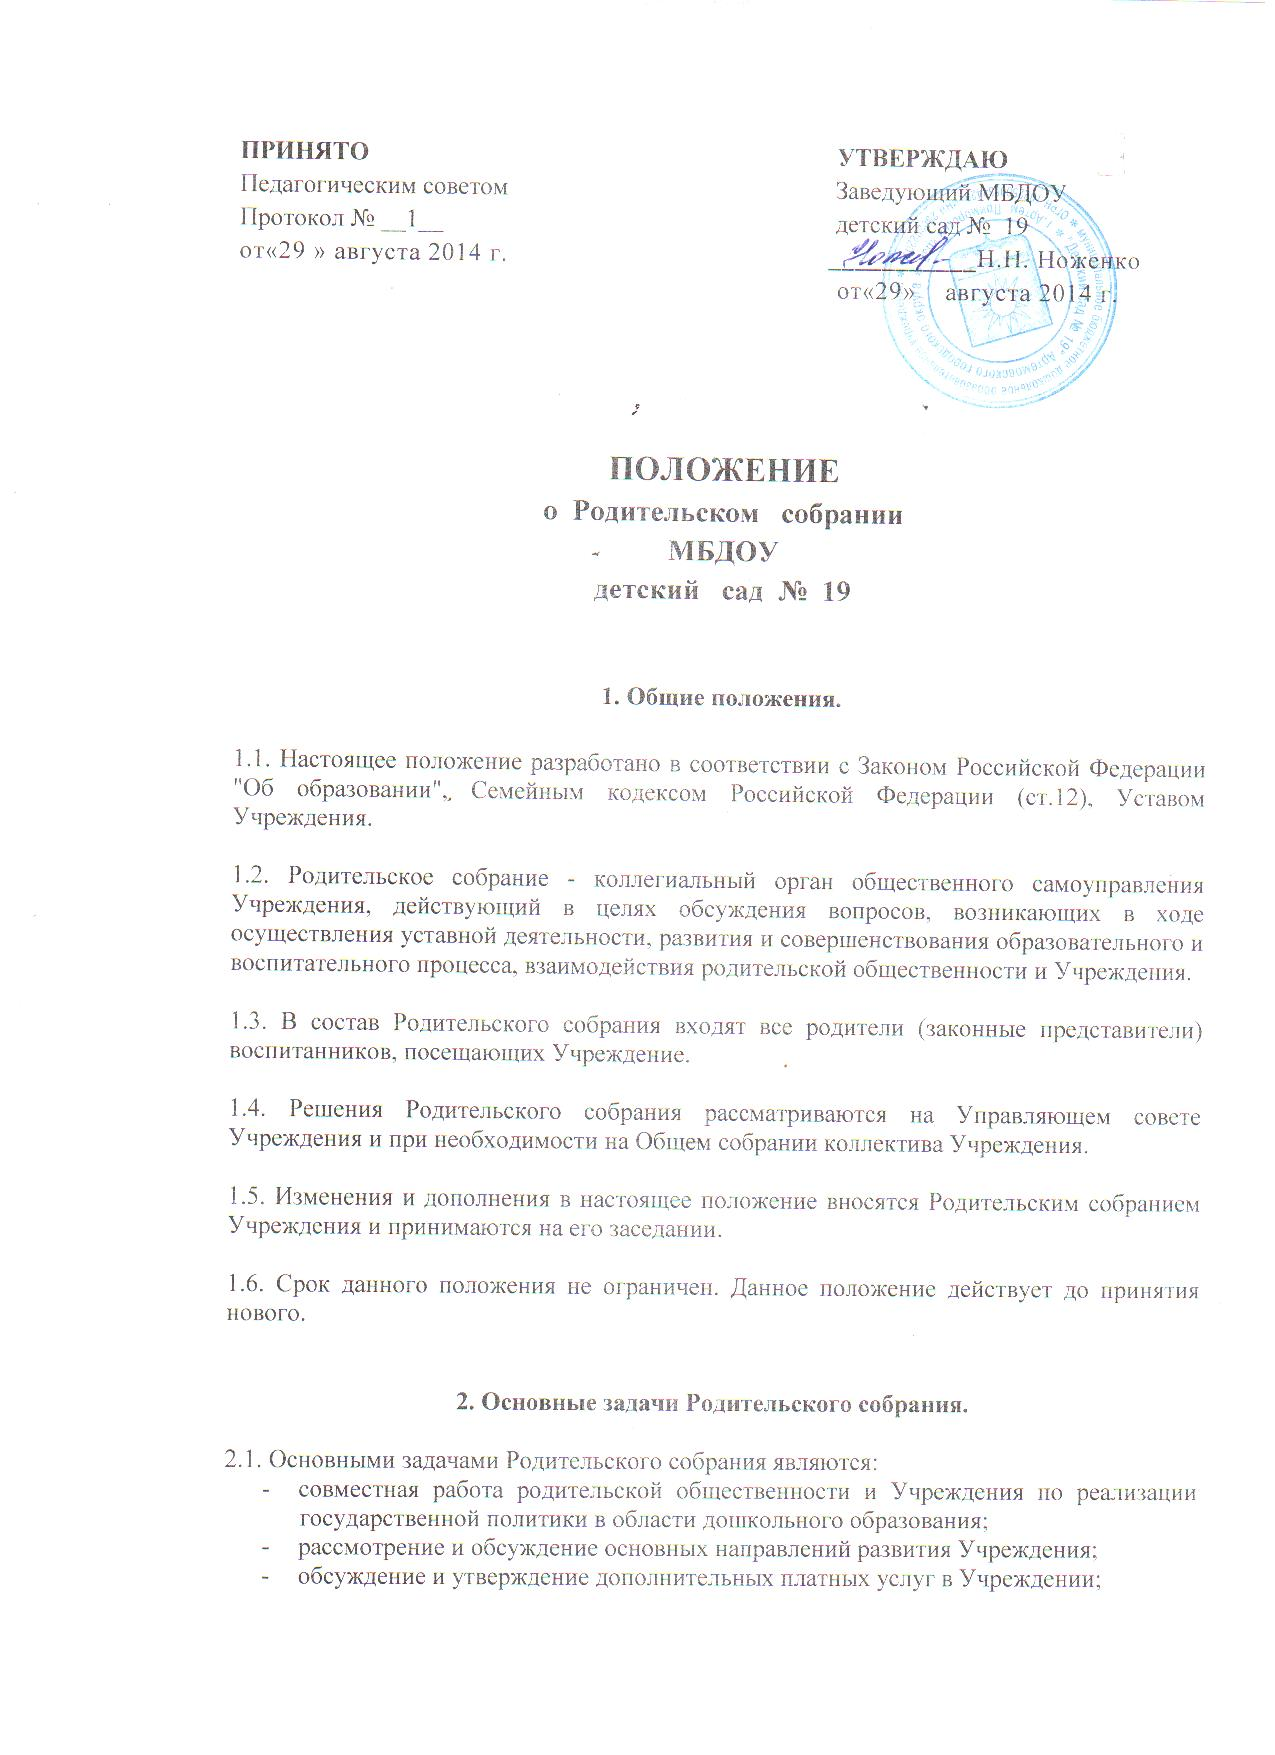 ПРИНЯТО
Педагогическим советом
Протокол № __1__
от«29 » августа 2014 г.
УТВЕРЖДАЮ
Заведующий МБДОУ
детский сад № 19
___________Н.Н. Ноженко
от«29» августа 2014 г.
ПОЛОЖЕНИЕ
о Родительском собрании
МБДОУ
детский сад № 19
1. Общие положения.
1.1. Настоящее положение разработано в соответствии с Законом Российской Федерации
"Об образовании",, Семейным кодексом Российской Федерации (ст.12), Уставом
Учреждения.
1.2. Родительское собрание - коллегиальный орган общественного самоуправления
Учреждения, действующий в целях обсуждения вопросов, возникающих в ходе
осуществления уставной деятельности, развития и совершенствования образовательного и
воспитательного процесса, взаимодействия родительской общественности и Учреждения.
1.3. В состав Родительского собрания входят все родители (законные представители)
воспитанников, посещающих Учреждение.
1.4. Решения Родительского собрания рассматриваются на Управляющем совете
Учреждения и при необходимости на Общем собрании коллектива Учреждения.
1.5. Изменения и дополнения в настоящее положение вносятся Родительским собранием
Учреждения и принимаются на его заседании.
1.6. Срок данного положения не ограничен. Данное положение действует до принятия
нового.
2. Основные задачи Родительского собрания.
2.1. Основными задачами Родительского собрания являются:
- совместная работа родительской общественности и Учреждения по реализации
государственной политики в области дошкольного образования;
- рассмотрение и обсуждение основных направлений развития Учреждения;
- обсуждение и утверждение дополнительных платных услуг в Учреждении;